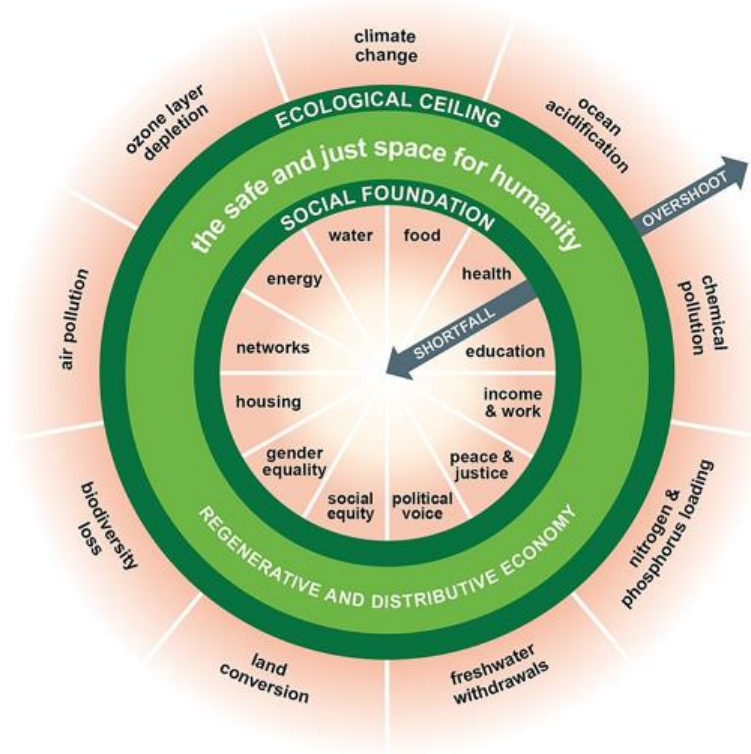 climate
change
ocean
acidification
chemical
pollution
nitrogen &
phosphorus loading
freshwater
withdrawals
land
conversion
biodiversity
loss
air pollution
ozone layer
depletion
OVERSHOOT
ECOLOGICAL CEILING
the safe and just space for humanity
SOCIAL FOUNDATION
water
food
health
SHORTFALL
education
income
& work
peace &
justice
political
voice
social
equity
gender
equality
housing
networks
energy
REGENERATIVE AND DISTRIBUTIVE ECONOMY